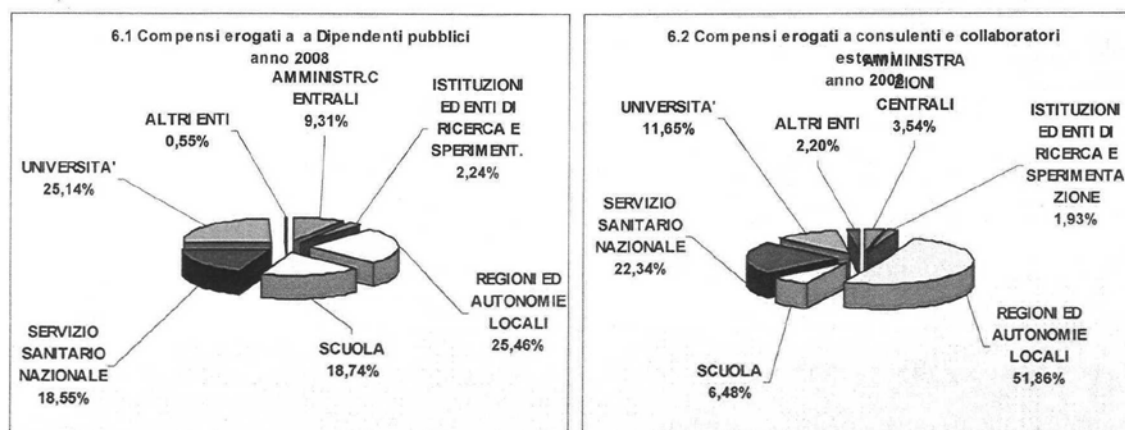 6.1 Compensi erogati a a Dipendenti pubblici
anno 2008
AMMINISTR.C
ENTRALI
9,31%
ISTITUZIONI
ED ENTI DI
RICERCA E
SPERIMENT.
2,24%
ALTRI ENTI
0,55%
UNIVERSITA'
25,14%
REGIONI ED
AUTONOMIE
LOCALI
25,46%
SERVIZIO
SANITARIO
NAZIONALE
18,55%
SCUOLA
18,74%
6.2 Compensi erogati a consulenti e collaboratori
esterni
anno 2008
AMMINISTRA
ZIONI
CENTRALI
3,54%
UNIVERSITA'
11,65%
ALTRI ENTI
2,20%
ISTITUZIONI
ED ENTI DI
RICERCA E
SPERIMENTA
ZIONE
1,93%
SERVIZIO
SANITARIO
NAZIONALE
22,34%
REGIONI ED
AUTONOMIE
LOCALI
51,86%
SCUOLA
6,48%